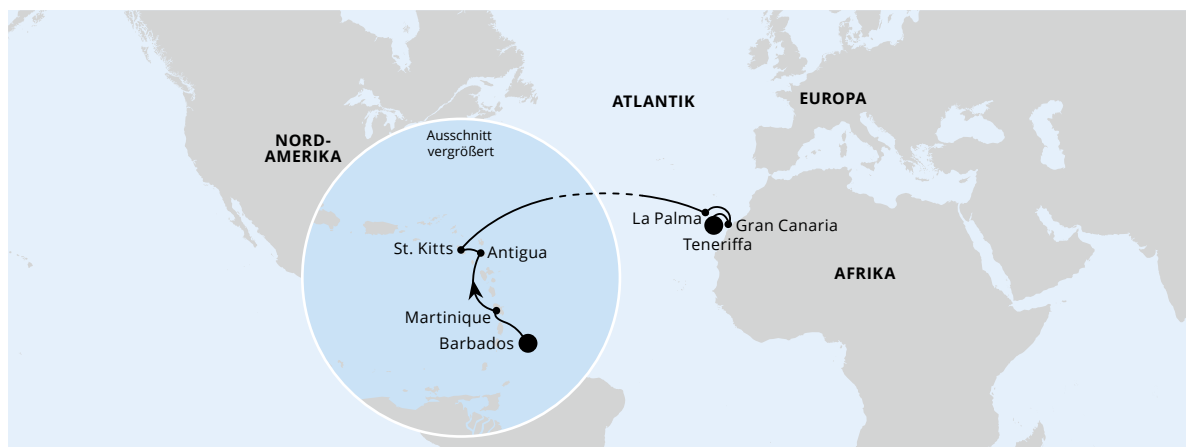 ATLANTIK
EUROPA
NORD-
AMERIKA
Ausschnitt
vergrößert
La Palma
Gran Canaria
Teneriffa
St. Kitts
Antigua
AFRIKA
Martinique
Barbados